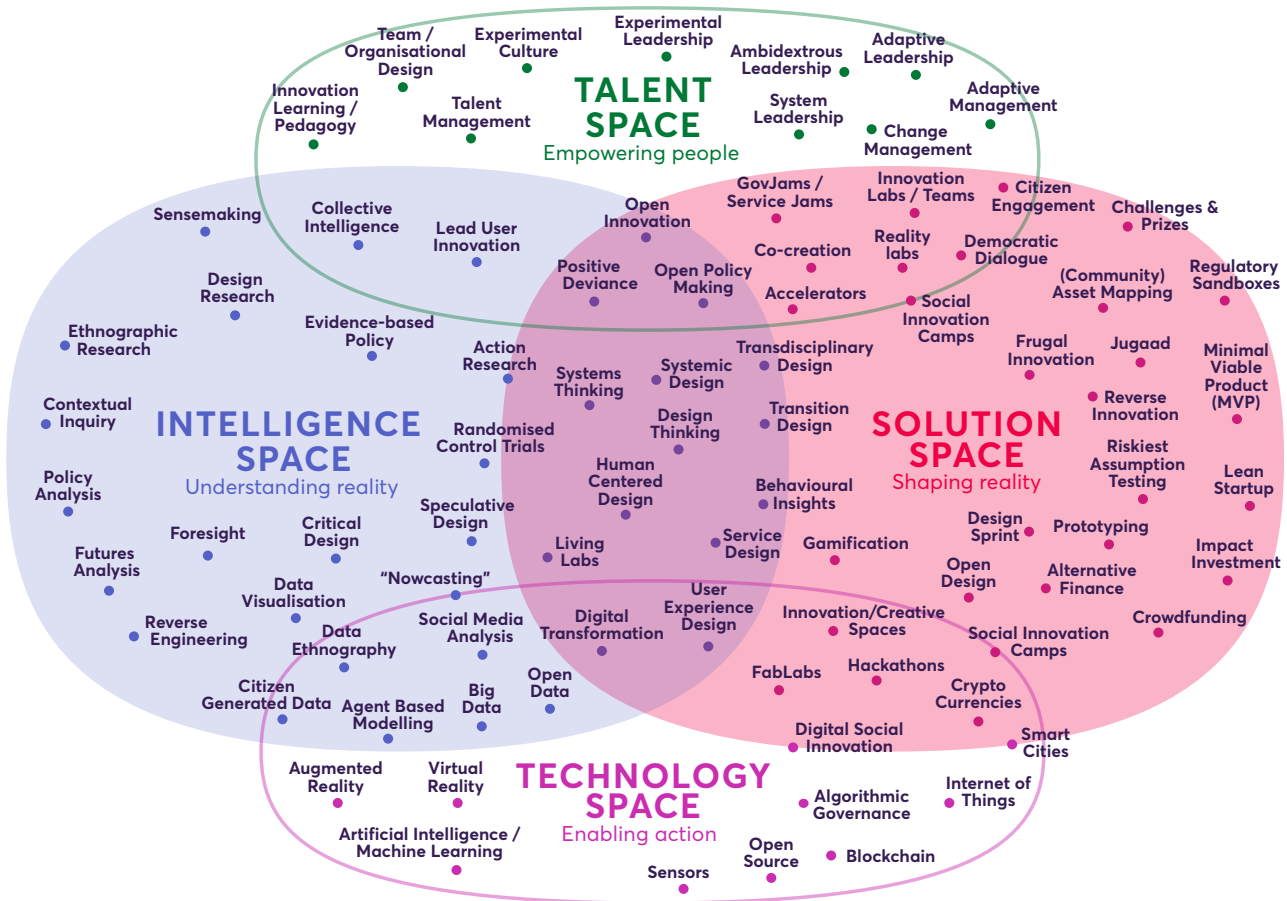 Team /
Organisational
Design
Experimental
Culture
Experimental
Leadership
Ambidextrous
Leadership
Adaptive
Leadership
Innovation
Learning /
Pedagogy
Talent
Management
TALENT
SPACE
Empowering people
System
Leadership
Adaptive
Management
Change
Management
Sensemaking
Collective
Intelligence
Lead User
Innovation
Open
Innovation
GovJams /
Service Jams
Innovation
Labs / Teams
Citizen
Engagement
Challenges &
Prizes
Design
Research
Positive
Deviance
Open Policy
Making
Co-creation
Reality
labs
Democratic
Dialogue
(Community)
Asset Mapping
Regulatory
Sandboxes
Accelerators
Social
Innovation
Camps
Ethnographic
Research
Evidence-based
Policy
Action
Research
Systems
Thinking
Systemic
Design
Transdisciplinary
Design
Frugal
Innovation
Jugaad
Minimal
Viable
Product
(MVP)
Contextual
Inquiry
INTELLIGENCE
SPACE
Understanding reality
Randomised
Control Trials
Design
Thinking
Transition
Design
SOLUTION
SPACE
Shaping reality
Reverse
Innovation
Riskiest
Assumption
Testing
Lean
Startup
Policy
Analysis
Human
Centered
Design
Behavioural
Insights
Foresight
Critical
Design
Speculative
Design
Living
Labs
Service
Design
Gamification
Design
Sprint
Prototyping
Impact
Investment
Futures
Analysis
Data
Visualisation
“Nowcasting”
User
Experience
Design
Open
Design
Alternative
Finance
Reverse
Engineering
Data
Ethnography
Social Media
Analysis
Digital
Transformation
Innovation/Creative
Spaces
Social Innovation
Camps
Crowdfunding
Citizen
Generated Data
Agent Based
Modelling
Big
Data
Open
Data
FabLabs
Hackathons
Crypto
Currencies
Digital Social
Innovation
Smart
Cities
Augmented
Reality
Virtual
Reality
TECHNOLOGY
SPACE
Enabling action
Algorithmic
Governance
Internet of
Things
Artificial Intelligence /
Machine Learning
Sensors
Open
Source
Blockchain